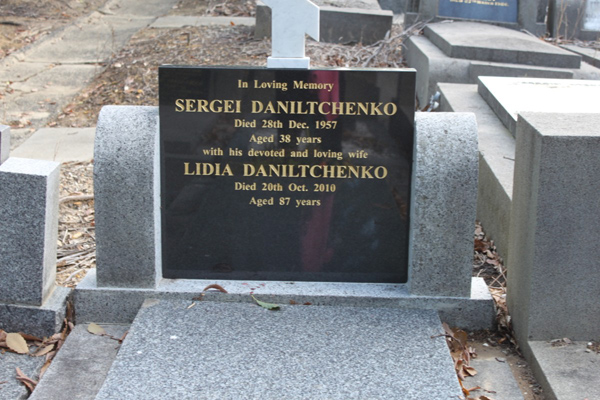 In Loving Memory
SERGEI DANILTCHENKO
Died 28th Dec. 1957
Aged 38 years
with his devoted and loving wife
LIDIA DANILTCHENKO
Died 20th Oct. 2010
Aged 87 years